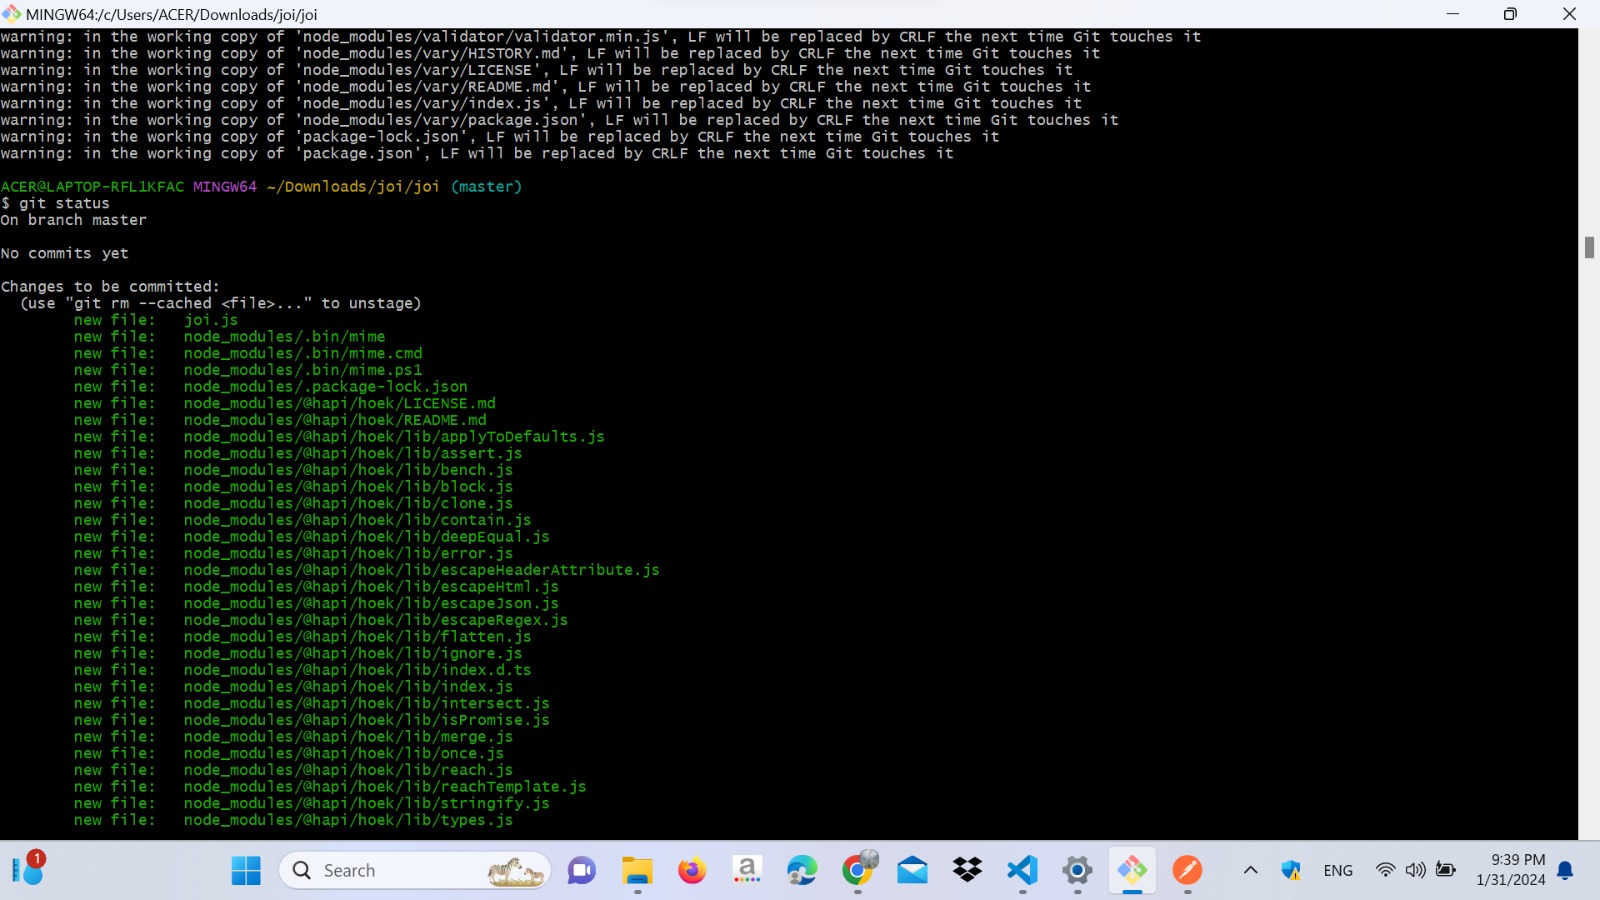 MINGW64:/c/Users/ACER/Downloads/joi/joi
warning: in the working copy of 'node_modules/validator/validator.min.js', LF will be replaced by CRLF the next time Git touches it
warning: in the working copy of 'node_modules/vary/HISTORY.md', LF will be replaced by CRLF the next time Git touches it
warning: in the working copy of 'node_modules/vary/LICENSE', LF will be replaced by CRLF the next time Git touches it
warning: in the working copy of 'node_modules/vary/README.md', LF will be replaced by CRLF the next time Git touches it
warning: in the working copy of 'node_modules/vary/index.js', LF will be replaced by CRLF the next time Git touches it
warning: in the working copy of 'node_modules/vary/package.json', LF will be replaced by CRLF the next time Git touches it
warning: in the working copy of 'package-lock.json', LF will be replaced by CRLF the next time Git touches it
warning: in the working copy of 'package.json', LF will be replaced by CRLF the next time Git touches it
ACER@LAPTOP-RFL1KFAC MINGW64 ~/Downloads/joi/joi (master)
$ git status
On branch master
No commits yet
Changes to be committed:
  (use "git rm --cached <file>..." to unstage)
new file:   joi.js
new file:   node_modules/.bin/mime
new file:   node_modules/.bin/mime.cmd
new file:   node_modules/.bin/mime.ps1
new file:   node_modules/.package-lock.json
new file:   node_modules/@hapi/hoek/LICENSE.md
new file:   node_modules/@hapi/hoek/README.md
new file:   node_modules/@hapi/hoek/lib/applyToDefaults.js
new file:   node_modules/@hapi/hoek/lib/assert.js
new file:   node_modules/@hapi/hoek/lib/bench.js
new file:   node_modules/@hapi/hoek/lib/block.js
new file:   node_modules/@hapi/hoek/lib/clone.js
new file:   node_modules/@hapi/hoek/lib/contain.js
new file:   node_modules/@hapi/hoek/lib/deepEqual.js
new file:   node_modules/@hapi/hoek/lib/error.js
new file:   node_modules/@hapi/hoek/lib/escapeHeaderAttribute.js
new file:   node_modules/@hapi/hoek/lib/escapeHtml.js
new file:   node_modules/@hapi/hoek/lib/escapeJson.js
new file:   node_modules/@hapi/hoek/lib/escapeRegex.js
new file:   node_modules/@hapi/hoek/lib/flatten.js
new file:   node_modules/@hapi/hoek/lib/ignore.js
new file:   node_modules/@hapi/hoek/lib/index.d.ts
new file:   node_modules/@hapi/hoek/lib/index.js
new file:   node_modules/@hapi/hoek/lib/intersect.js
new file:   node_modules/@hapi/hoek/lib/isPromise.js
new file:   node_modules/@hapi/hoek/lib/merge.js
new file:   node_modules/@hapi/hoek/lib/once.js
new file:   node_modules/@hapi/hoek/lib/reach.js
new file:   node_modules/@hapi/hoek/lib/reachTemplate.js
new file:   node_modules/@hapi/hoek/lib/stringify.js
new file:   node_modules/@hapi/hoek/lib/types.js
1
Search
a
ENG
9:39 PM
1/31/2024